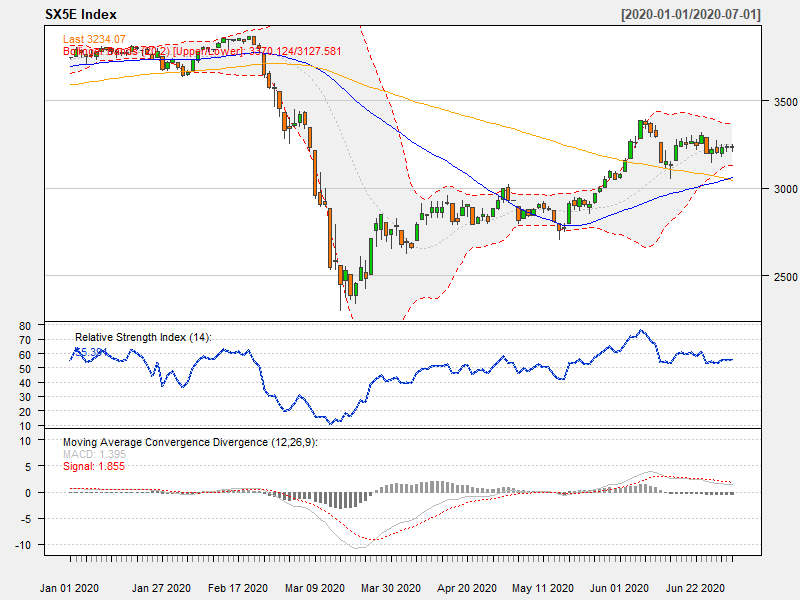 SX5E Index
[2020-01-01/2020-07-01]
Last 3234.07
Bollinger Bands (20,2) [Upper/Lower]: 3370.124/3127.581
3500
3000
2500
Relative Strength Index (14):
80
70
60
50
40
30
20
10
Moving Average Convergence Divergence (12,26,9):
MACD: 1.395
Signal: 1.855
10
5
0
-5
-10
Jan 01 2020 Jan 27 2020 Feb 17 2020 Mar 09 2020 Mar 30 2020 Apr 20 2020 May 11 2020 Jun 01 2020 Jun 22 2020